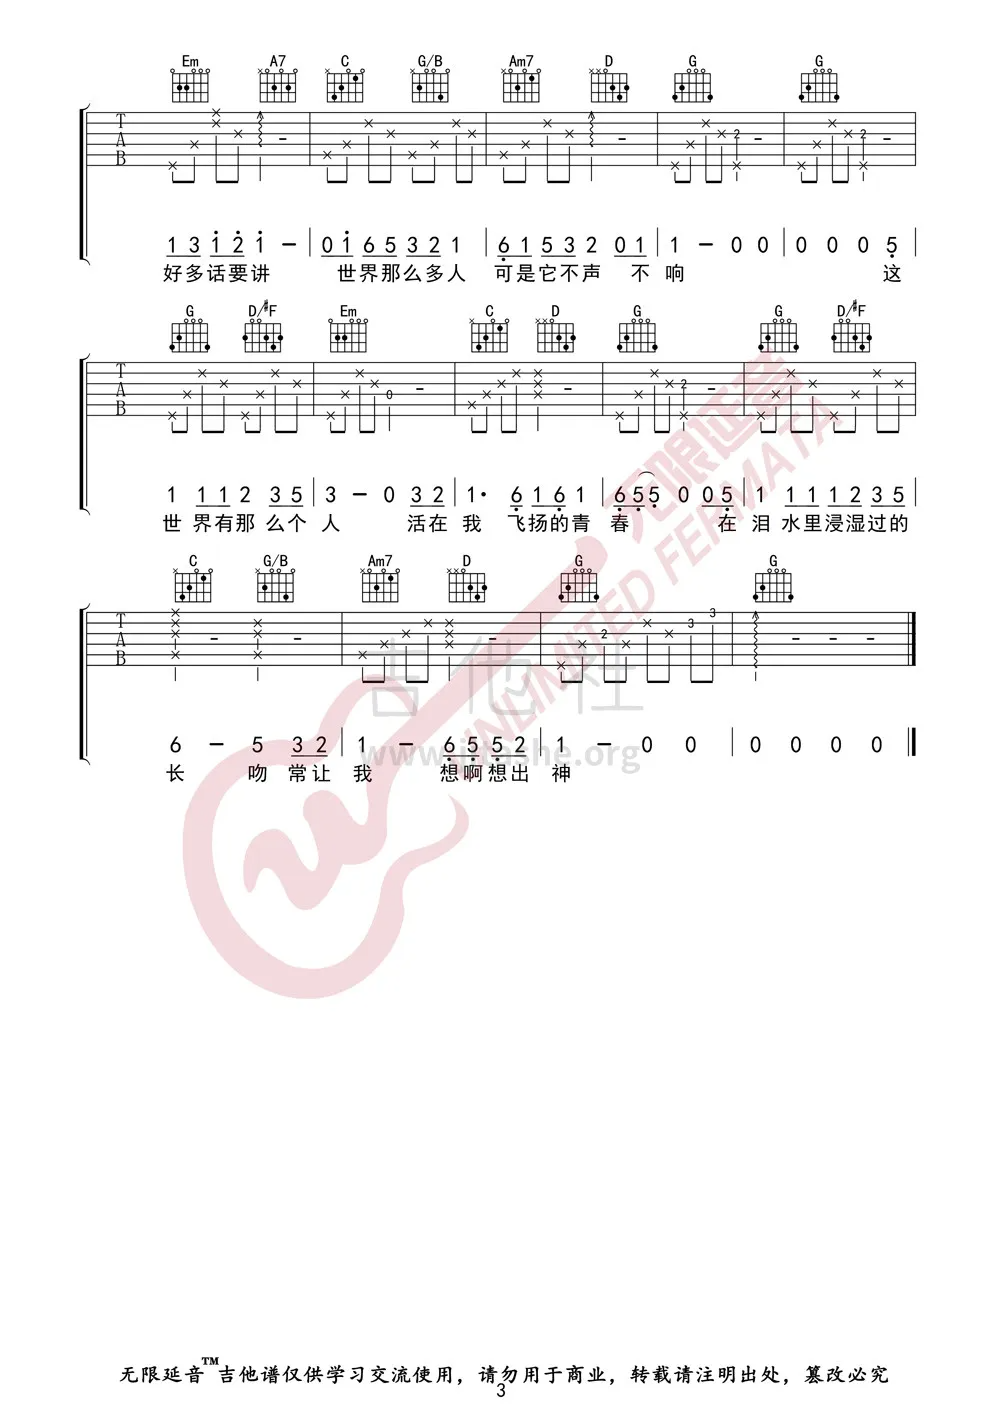 Em A7 C G/B Am7 D G G
T
A
B
2 2
1 3 1 2 1 — 0 1 6 5 3 2 1 6 1 5 3 2 0 1 1 — 0 0 0 0 0 5
好多话要讲 世界那么多人 可是它不声 不 响 这
G D/#F Em C D G G D/#F
T
A
B
0 2
1 1 1 2 3 5 3 — 0 3 2 1· 6 1 6 1 6 5 5 0 0 5 1 1 1 1 2 3 5
世 界有那 么个 人 活在 我 飞扬的青 春 在 泪 水里浸湿过的
C G/B Am7 D G G
T
A
B
2 3 3
6 — 5 3 2 1 — 6 5 5 2 1 — 0 0 0 0 0 0
长 吻 常让 我 想啊想出 神
无限延音
UNLIMITED FERMATA
吉他社
www.jitashe.org
无限延音™吉他谱仅供学习交流使用，请勿用于商业，转载请注明出处，篡改必究
3